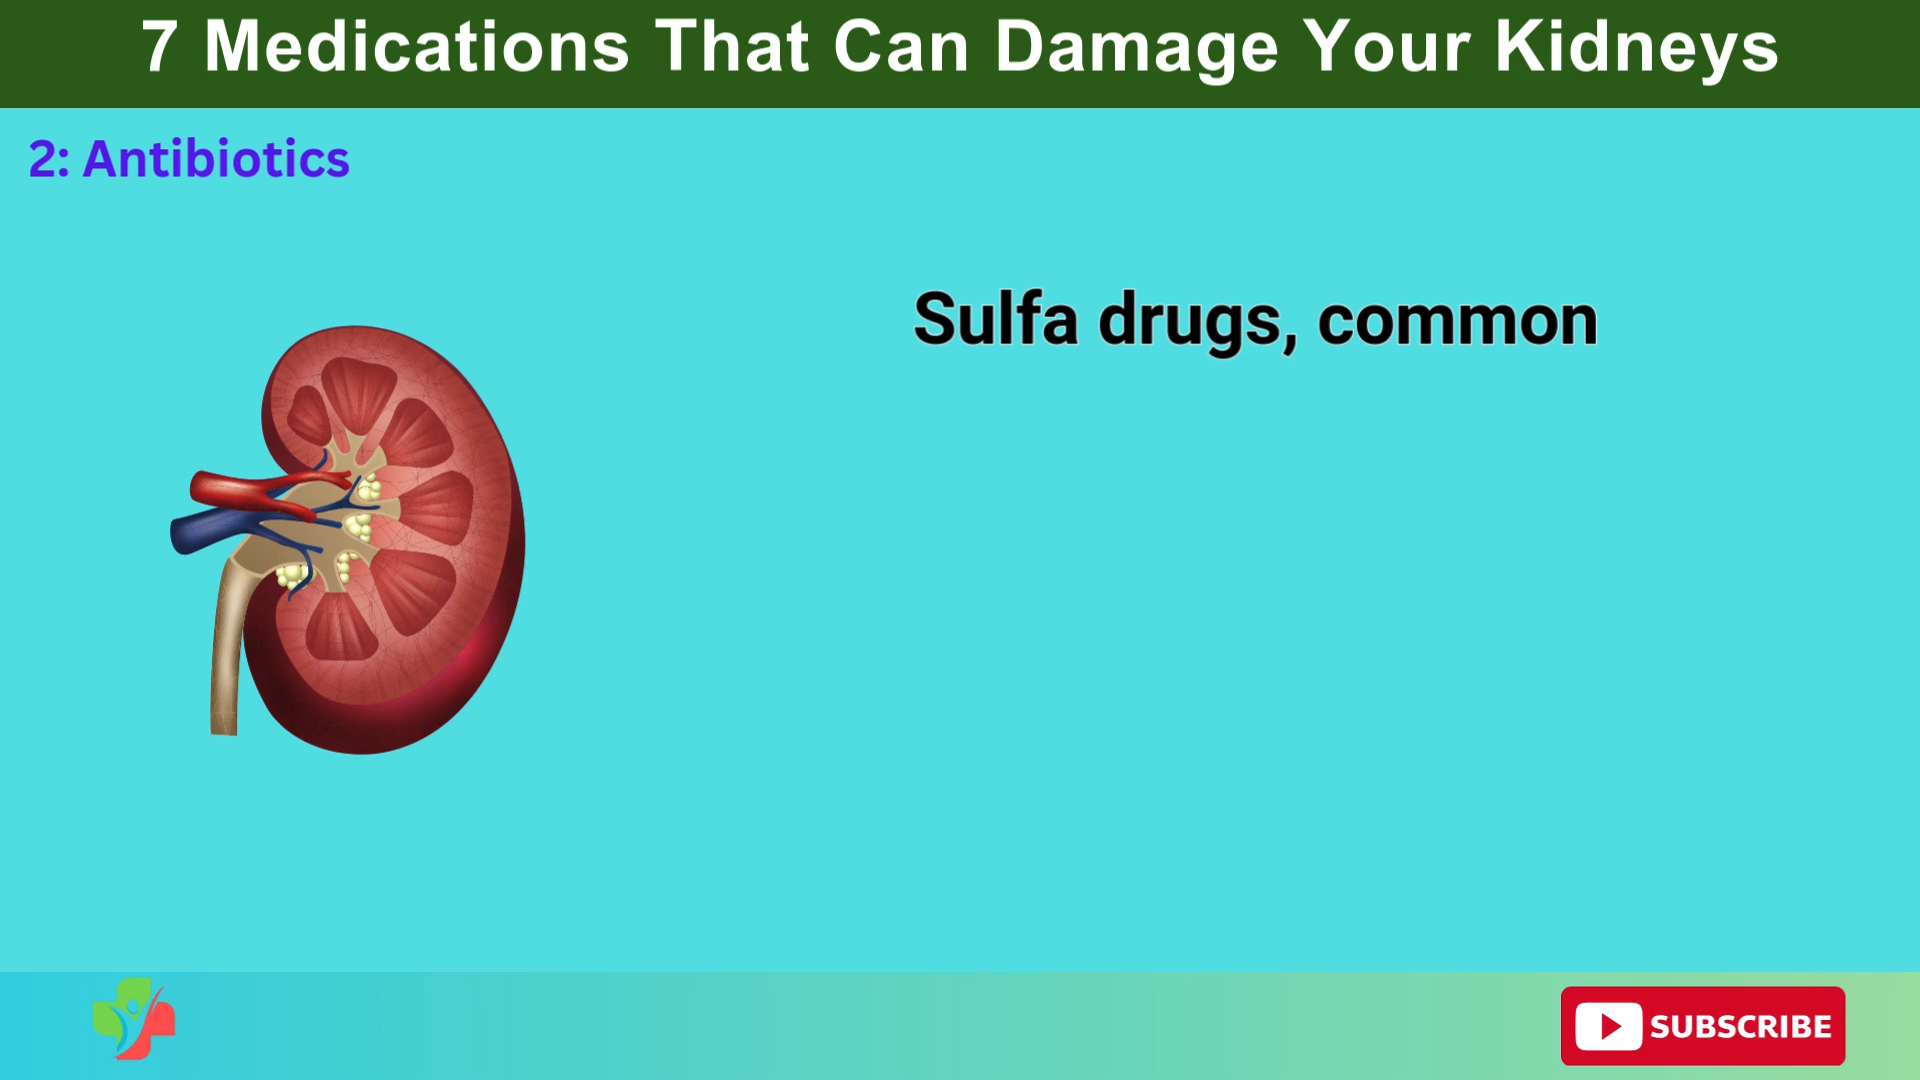 7 Medications That Can Damage Your Kidneys
2: Antibiotics
Sulfa drugs, common
SUBSCRIBE